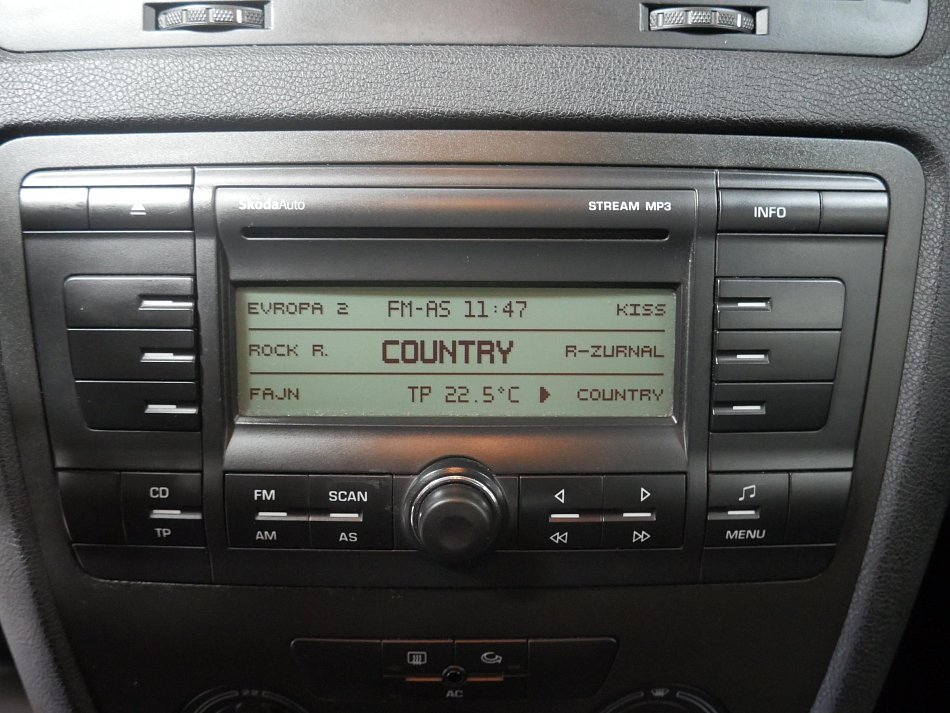 SkodaAuto STREAM MP3 INFO
EVROPA 2 FM-AS 11:47 KISS
ROCK R. COUNTRY R-ZURNAL
FAJN TP 22.5°C COUNTRY
CD FM SCAN
TP AM AS MENU
AC